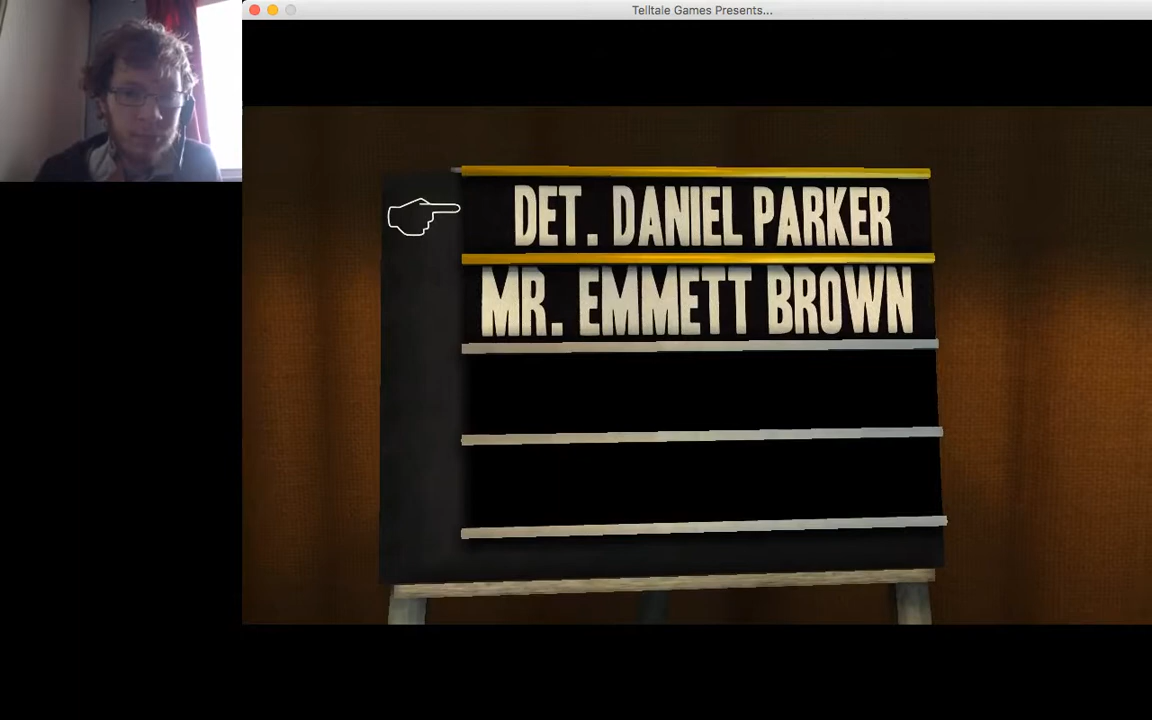 Telltale Games Presents...
DET. DANIEL PARKER
MR. EMMETT BROWN